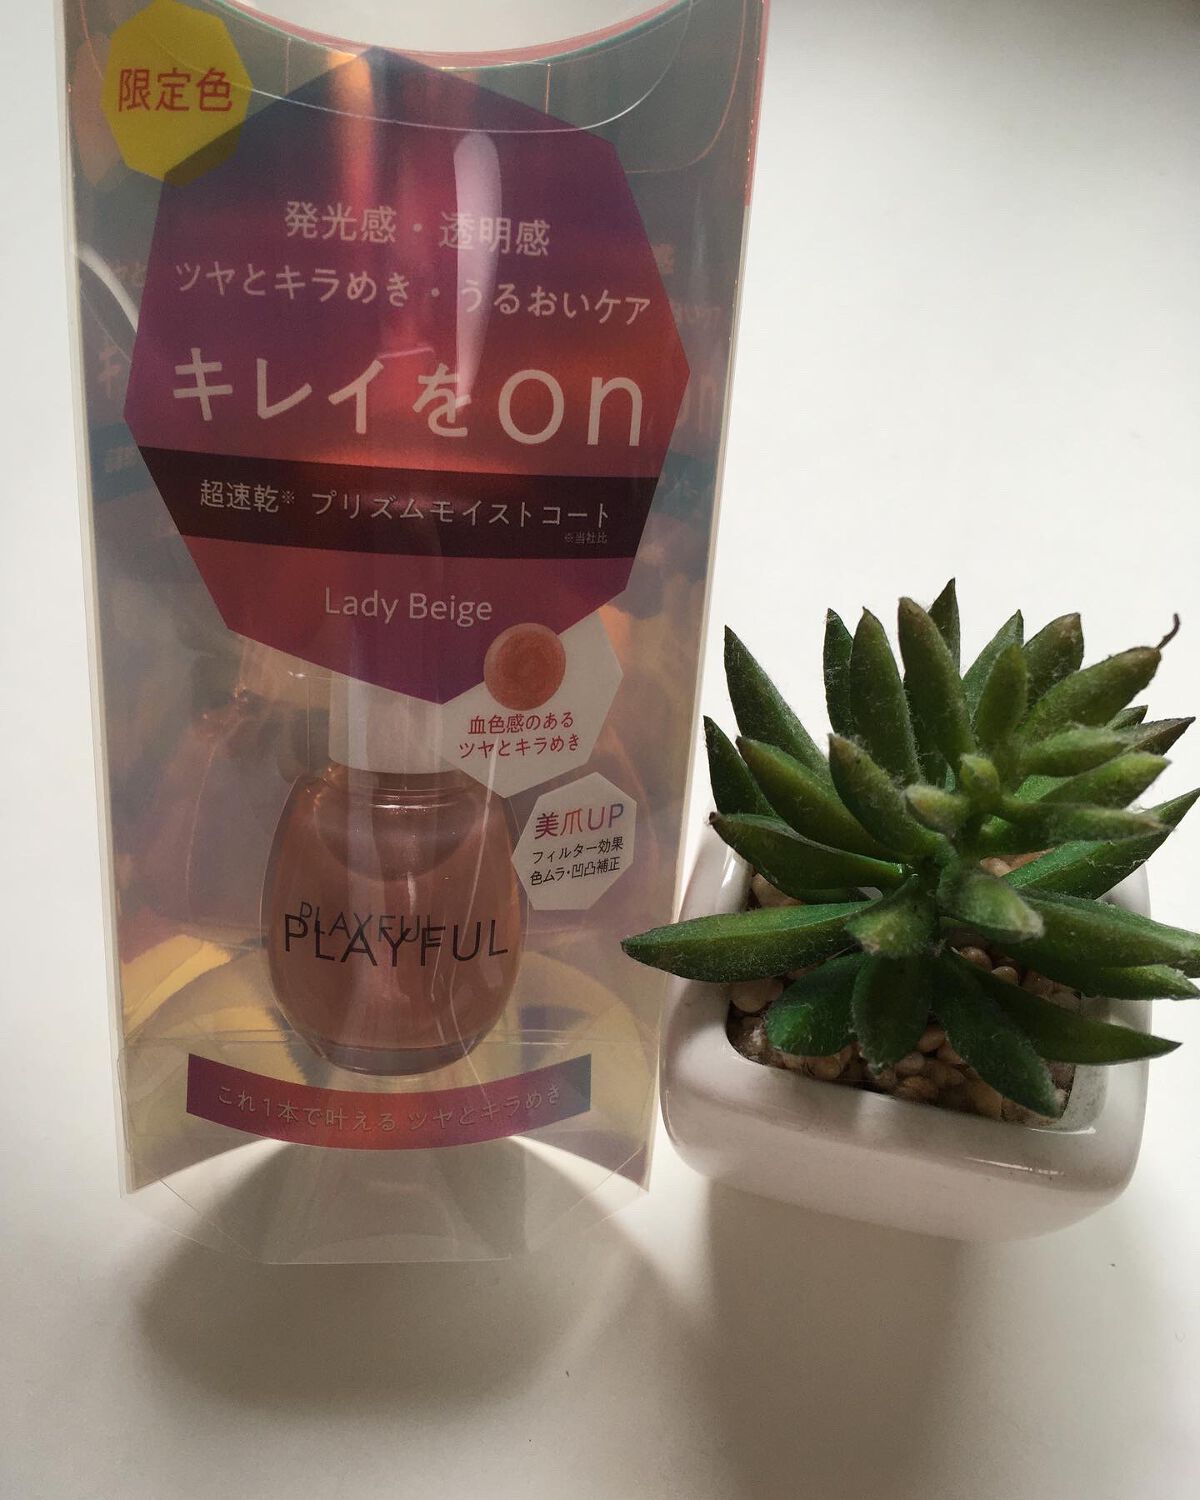 限定色
発光感・透明感
ツヤとキラめき・うるおいケア
キレイをon
超速乾※ プリズムモイストコート
※当社比
Lady Beige
血色感のある
ツヤとキラめき
美爪UP
フィルター効果
色ムラ・凹凸補正
PLAYFUL
PLAYFUL
これ1本で叶える ツヤとキラめき